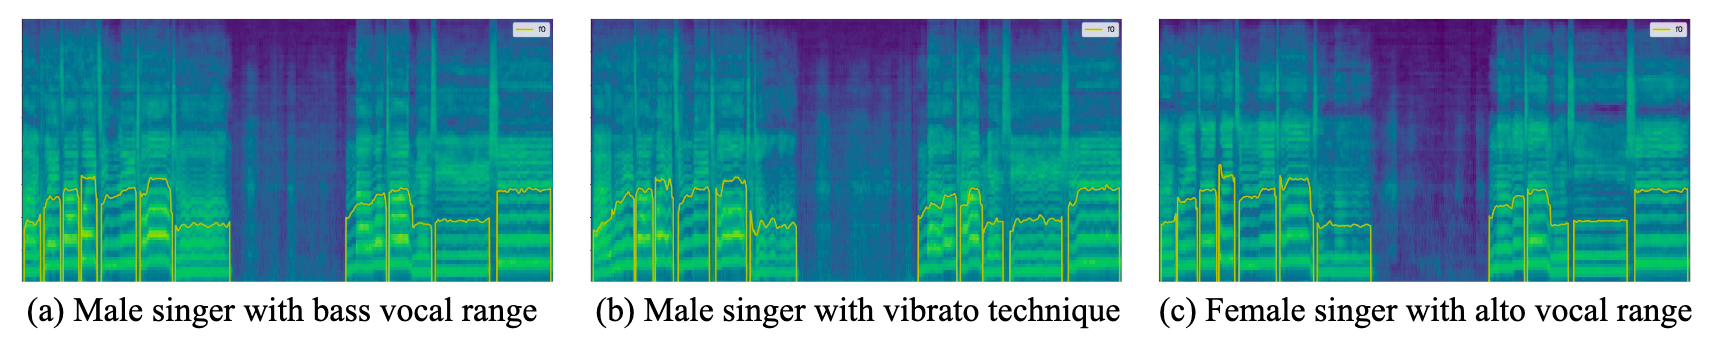 f0
f0
f0
(a) Male singer with bass vocal range
(b) Male singer with vibrato technique
(c) Female singer with alto vocal range